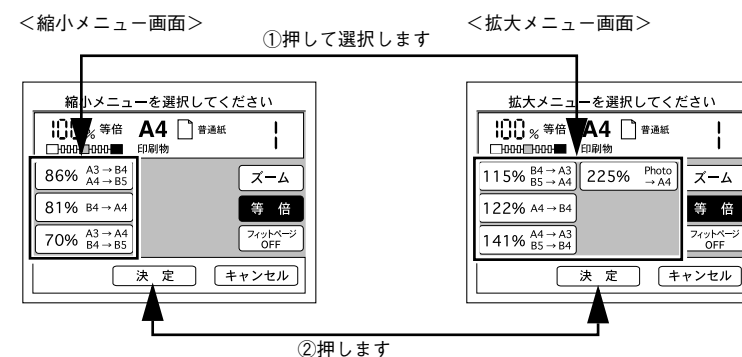 ＜縮小メニュー画面＞
①押して選択します
＜拡大メニュー画面＞
縮小メニューを選択してください
100% 等倍 A4 普通紙 1
印刷物
86% A3→B4 A4→B5
ズーム
81% B4→A4
等 倍
70% A3→A4 B4→B5
フィットページ OFF
決 定 キャンセル
拡大メニューを選択してください
100% 等倍 A4 普通紙 1
印刷物
115% B4→A3 B5→A4 225% Photo→A4
ズーム
122% A4→B4
等 倍
141% A4→A3 B5→B4
フィットページ OFF
決 定 キャンセル
②押します